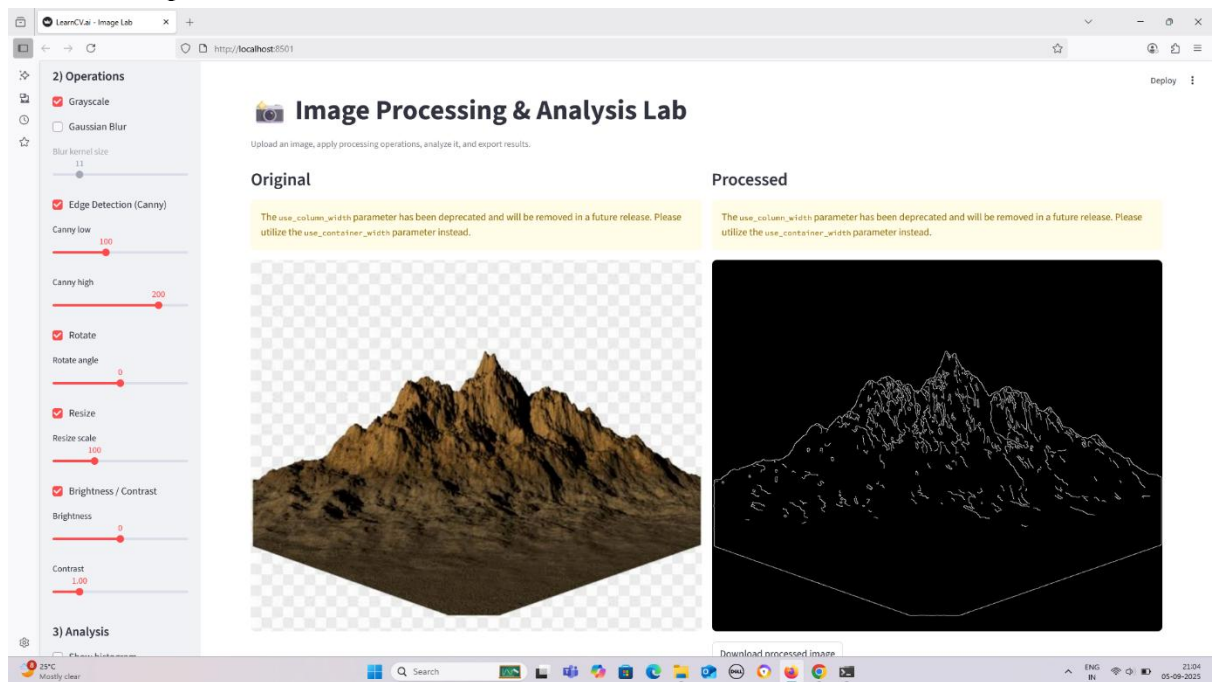 LearnCV.ai - Image Lab
http://localhost:8501
Deploy
2) Operations
Grayscale
Gaussian Blur
Blur kernel size
11
Edge Detection (Canny)
Canny low
100
Canny high
200
Rotate
Rotate angle
0
Resize
Resize scale
100
Brightness / Contrast
Brightness
0
Contrast
1.00
3) Analysis
Show histogram
Image Processing & Analysis Lab
Upload an image, apply processing operations, analyze it, and export results.
Original
The use_column_width parameter has been deprecated and will be removed in a future release. Please
utilize the use_container_width parameter instead.
Processed
The use_column_width parameter has been deprecated and will be removed in a future release. Please
utilize the use_container_width parameter instead.
Download processed image
25°C
Mostly clear
Search
DELL
ENG
IN
21:04
05-09-2025